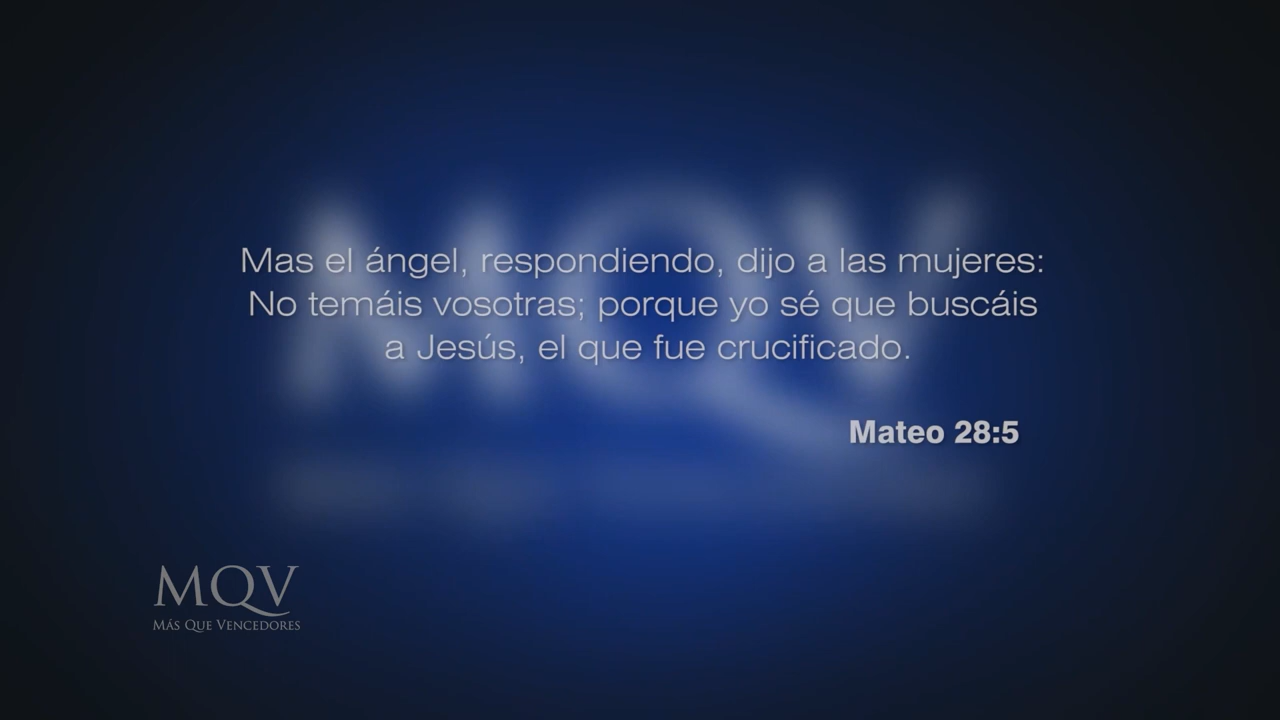 Mas el ángel, respondiendo, dijo a las mujeres:
No temáis vosotras; porque yo sé que buscáis
a Jesús, el que fue crucificado.
Mateo 28:5
MQV
MÁS QUE VENCEDORES